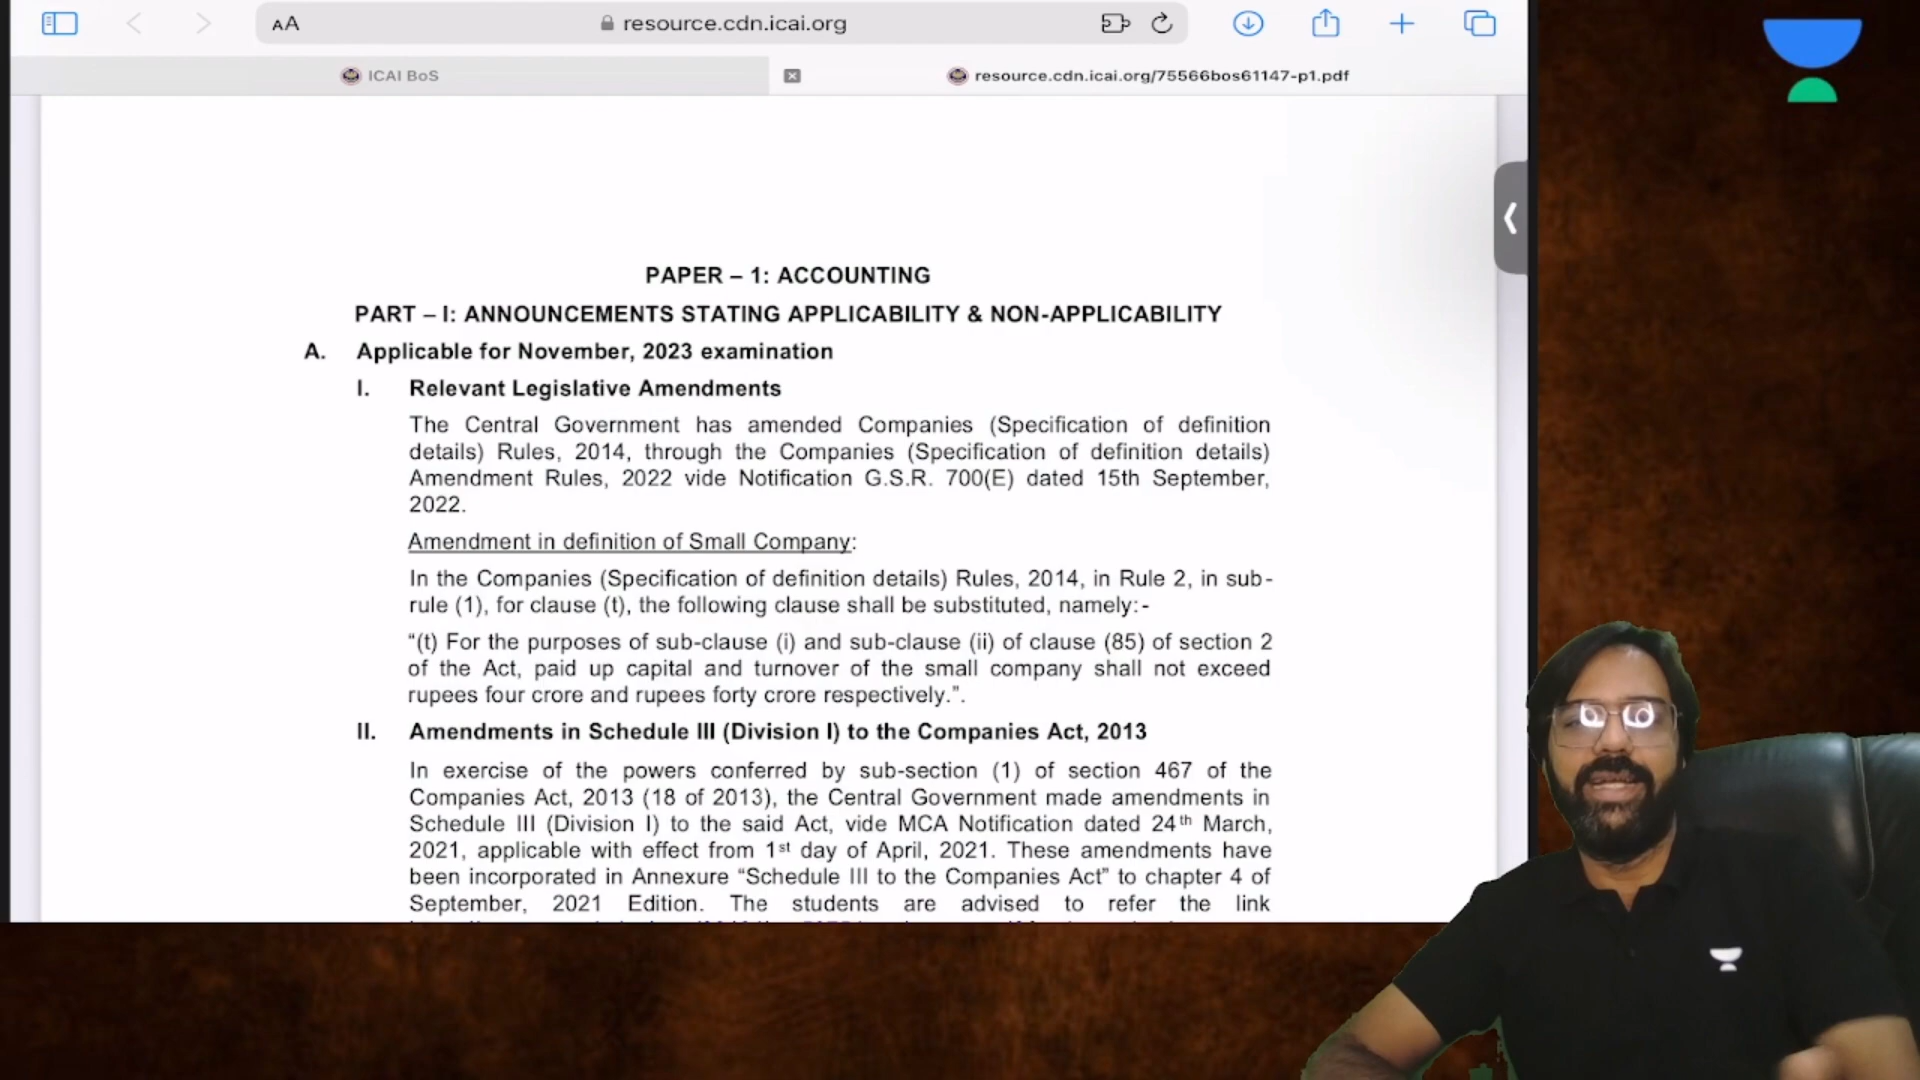 AA
resource.cdn.icai.org
ICAI BoS
resource.cdn.icai.org/75566bos61147-p1.pdf
PAPER – 1: ACCOUNTING
PART – I: ANNOUNCEMENTS STATING APPLICABILITY & NON-APPLICABILITY
A. Applicable for November, 2023 examination
I. Relevant Legislative Amendments
The Central Government has amended Companies (Specification of definition
details) Rules, 2014, through the Companies (Specification of definition details)
Amendment Rules, 2022 vide Notification G.S.R. 700(E) dated 15th September,
2022.
Amendment in definition of Small Company:
In the Companies (Specification of definition details) Rules, 2014, in Rule 2, in sub-
rule (1), for clause (t), the following clause shall be substituted, namely:-
“(t) For the purposes of sub-clause (i) and sub-clause (ii) of clause (85) of section 2
of the Act, paid up capital and turnover of the small company shall not exceed
rupees four crore and rupees forty crore respectively.”.
II. Amendments in Schedule III (Division I) to the Companies Act, 2013
In exercise of the powers conferred by sub-section (1) of section 467 of the
Companies Act, 2013 (18 of 2013), the Central Government made amendments in
Schedule III (Division I) to the said Act, vide MCA Notification dated 24th March,
2021, applicable with effect from 1st day of April, 2021. These amendments have
been incorporated in Annexure “Schedule III to the Companies Act” to chapter 4 of
September, 2021 Edition. The students are advised to refer the link